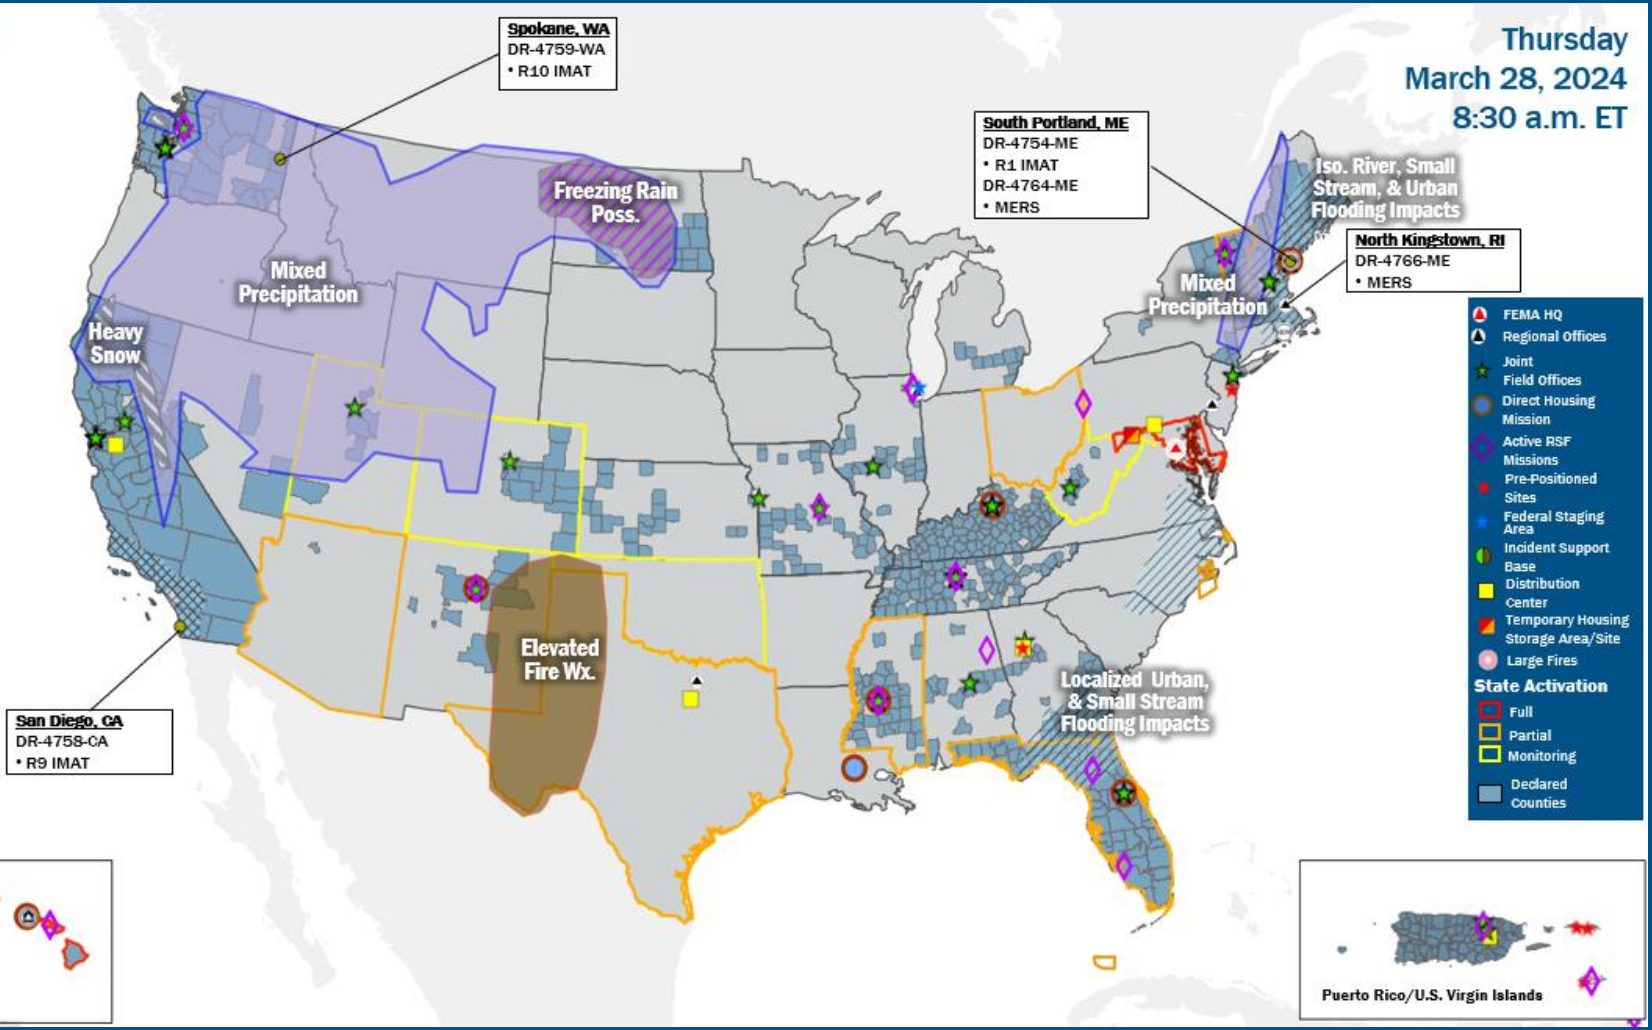 Thursday
March 28, 2024
8:30 a.m. ET
Spokane, WA
DR-4759-WA
• R10 IMAT
South Portland, ME
DR-4754-ME
• R1 IMAT
DR-4764-ME
• MERS
Iso. River, Small
Stream, & Urban
Flooding Impacts
North Kingstown, RI
DR-4766-ME
• MERS
Freezing Rain
Poss.
Mixed
Precipitation
Mixed
Precipitation
Heavy
Snow
Elevated
Fire Wx.
Localized Urban,
& Small Stream
Flooding Impacts
San Diego, CA
DR-4758-CA
• R9 IMAT
FEMA HQ
Regional Offices
Joint
Field Offices
Direct Housing
Mission
Active RSF
Missions
Pre-Positioned
Sites
Federal Staging
Area
Incident Support
Base
Distribution
Center
Temporary Housing
Storage Area/Site
Large Fires
State Activation
Full
Partial
Monitoring
Declared
Counties
Puerto Rico/U.S. Virgin Islands